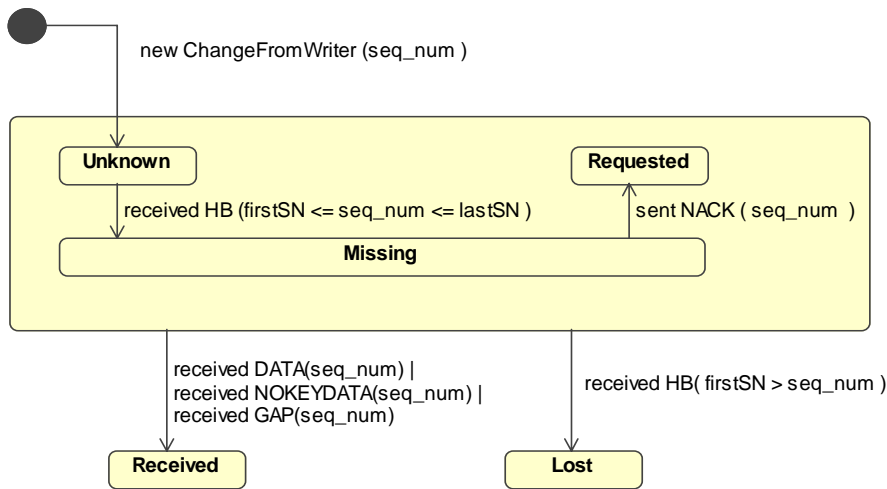 new ChangeFromWriter (seq_num )
Unknown
Requested
received HB (firstSN <= seq_num <= lastSN )
sent NACK ( seq_num )
Missing
received DATA(seq_num) |
received NOKEYDATA(seq_num) |
received GAP(seq_num)
received HB( firstSN > seq_num )
Received
Lost